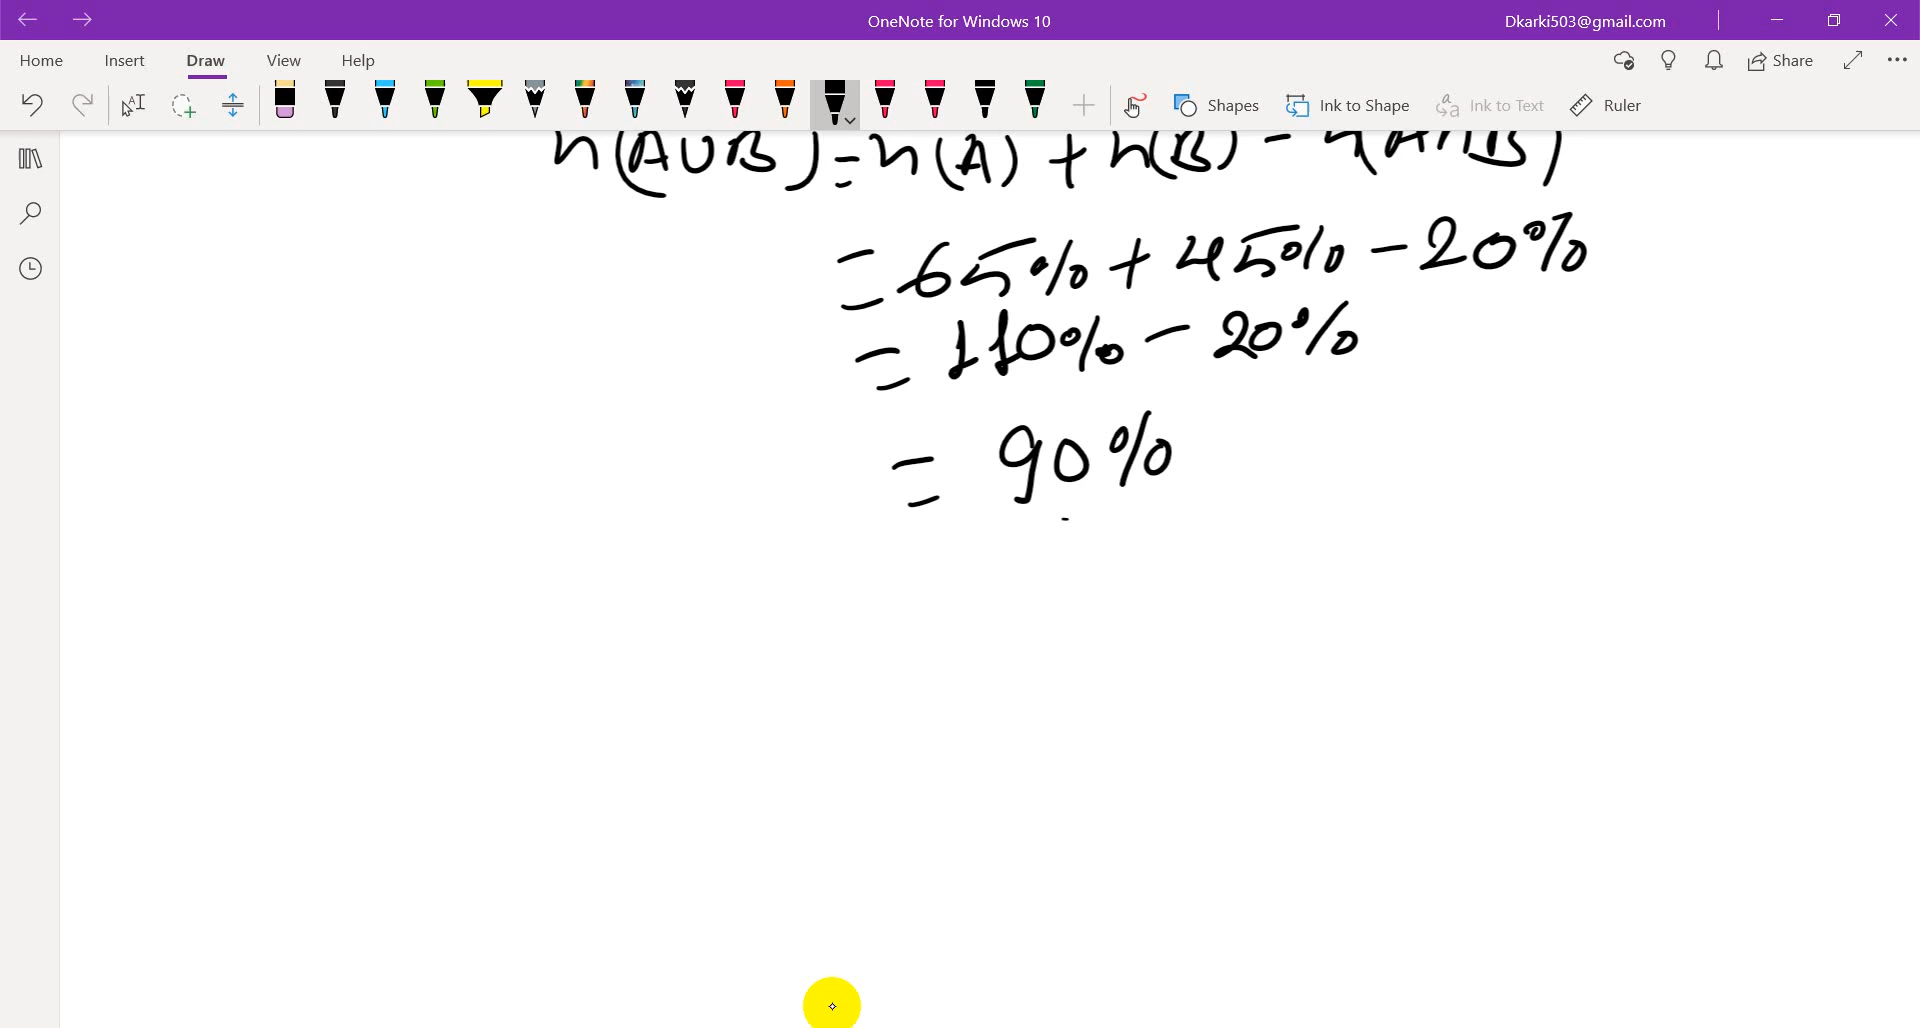 OneNote for Windows 10
Dkarki503@gmail.com
Home Insert Draw View Help
Share
Shapes Ink to Shape Ink to Text Ruler
n(A∪B) = n(A) + n(B) - n(A∩B)
= 65% + 45% - 20%
= 110% - 20%
= 90%